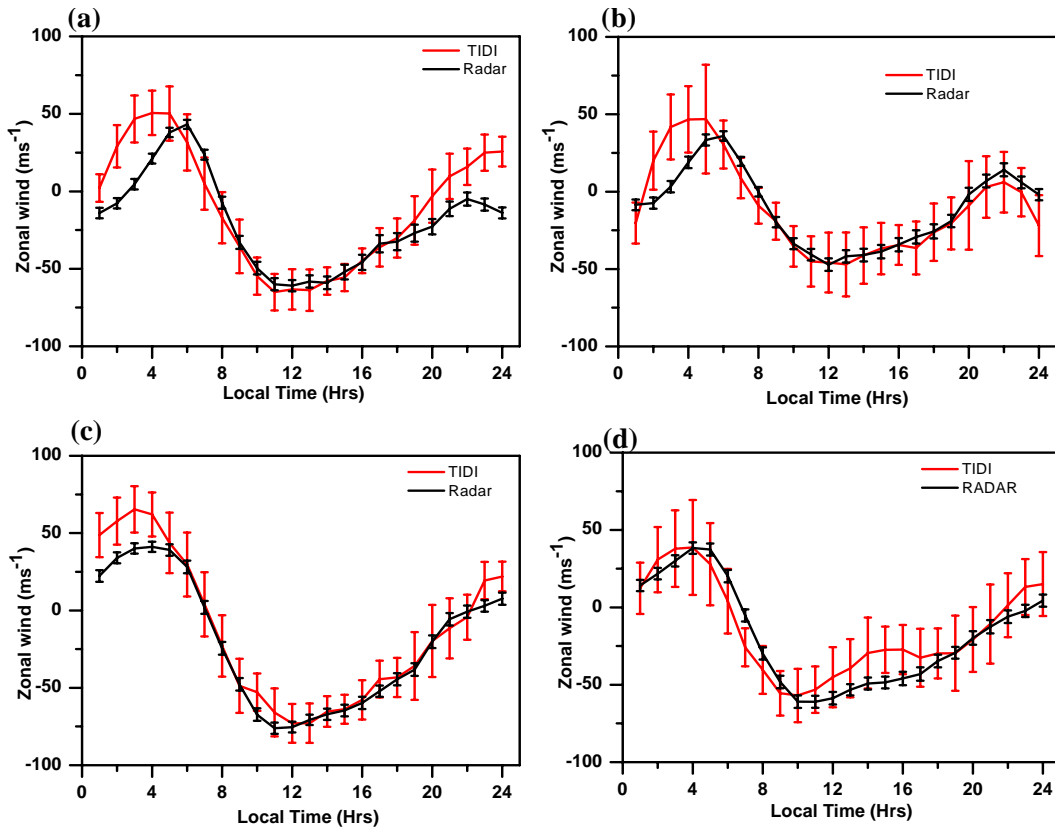 (a)
100
50
0
-50
-100
Zonal wind (ms⁻¹)
TIDI
Radar
0 4 8 12 16 20 24
Local Time (Hrs)
(b)
100
50
0
-50
-100
Zonal wind (ms⁻¹)
TIDI
Radar
0 4 8 12 16 20 24
Local Time (Hrs)
(c)
100
50
0
-50
-100
Zonal wind (ms⁻¹)
TIDI
Radar
0 4 8 12 16 20 24
Local Time (Hrs)
(d)
100
50
0
-50
-100
Zonal wind (ms⁻¹)
TIDI
RADAR
0 4 8 12 16 20 24
Local Time (Hrs)